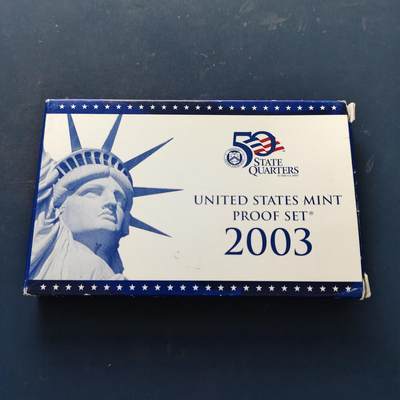 50
STATE
QUARTERS
UNITED STATES MINT
PROOF SET®
2003